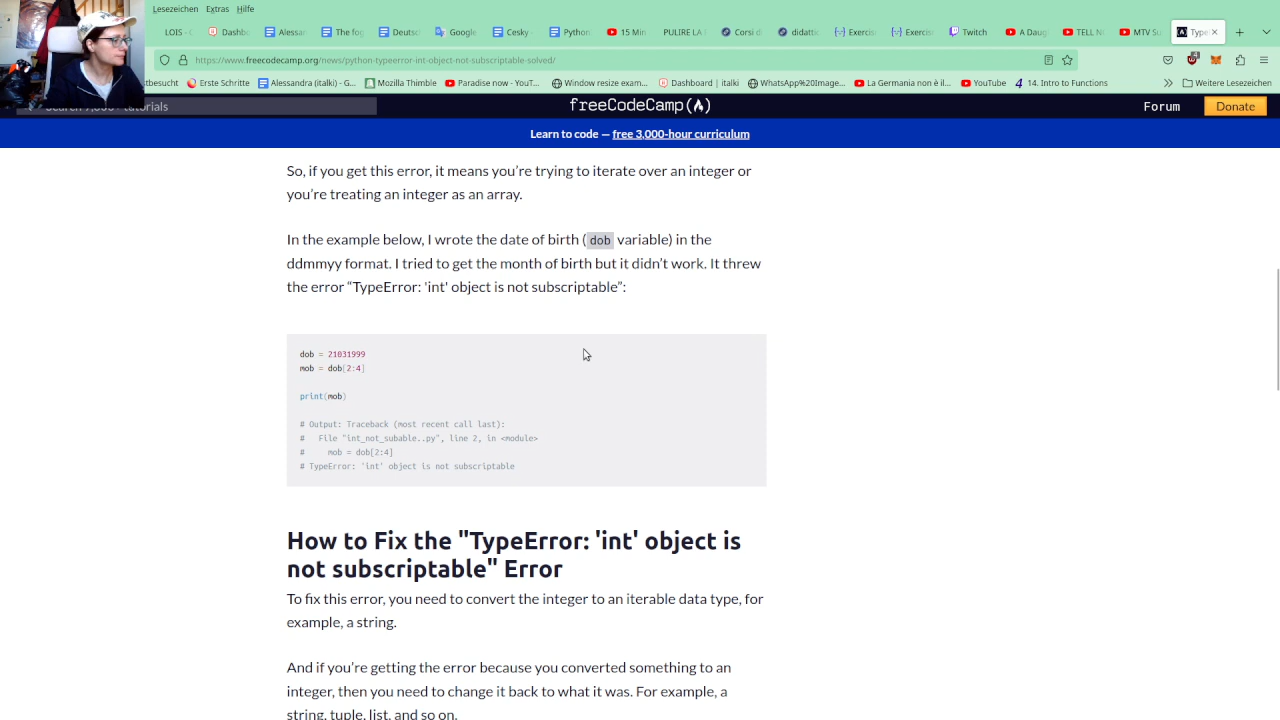 Lesezeichen Extras Hilfe
LOIS - Dashbo Alessan The fog Deutsc Google Cesky Python 15 Min PULIRE LA Corsi di didatti Exercis Exercis Twitch A Daug TELL N MTV Su Type
https://www.freecodecamp.org/news/python-typeerror-int-object-not-subscriptable-solved/
besucht Erste Schritte Alessandra (italki) - G... Mozilla Thimble Paradise now - YouT... Window resize exam... Dashboard | italki WhatsApp%20Image... La Germania non è il... YouTube 14. Intro to Functions Weitere Lesezeichen
tutorials freeCodeCamp Forum Donate
Learn to code — free 3,000-hour curriculum
So, if you get this error, it means you're trying to iterate over an integer or
you're treating an integer as an array.
In the example below, I wrote the date of birth ( dob variable) in the
ddmmyy format. I tried to get the month of birth but it didn't work. It threw
the error “TypeError: 'int' object is not subscriptable”:
dob = 21031999
mob = dob[2:4]
print(mob)
# Output: Traceback (most recent call last):
# File "int_not_subable..py", line 2, in <module>
# mob = dob[2:4]
# TypeError: 'int' object is not subscriptable
How to Fix the "TypeError: 'int' object is
not subscriptable" Error
To fix this error, you need to convert the integer to an iterable data type, for
example, a string.
And if you're getting the error because you converted something to an
integer, then you need to change it back to what it was. For example, a
string, tuple, list, and so on.